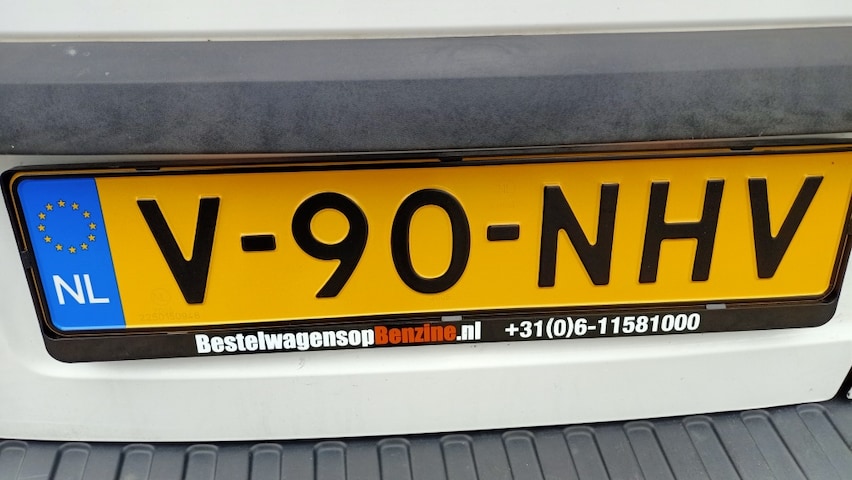 NL V-90-NHV
BestelwagensopBenzine.nl +31(0)6-11581000